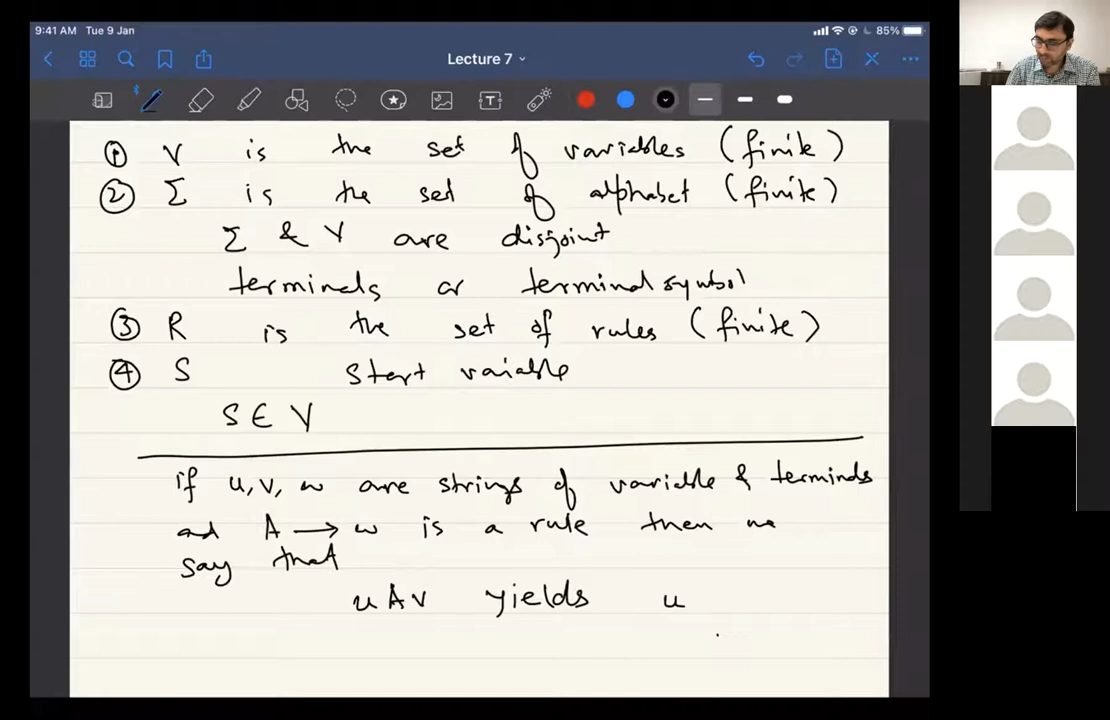 9:41 AM Tue 9 Jan
85%
Lecture 7
① V is the set of variables (finite)
② Σ is the set of alphabet (finite)
Σ & V are disjoint
terminals or terminal symbol
③ R is the set of rules (finite)
④ S start variable
S ∈ V
if u, v, w are strings of variable & terminals
and A → w is a rule then we
say that
u A v yields u